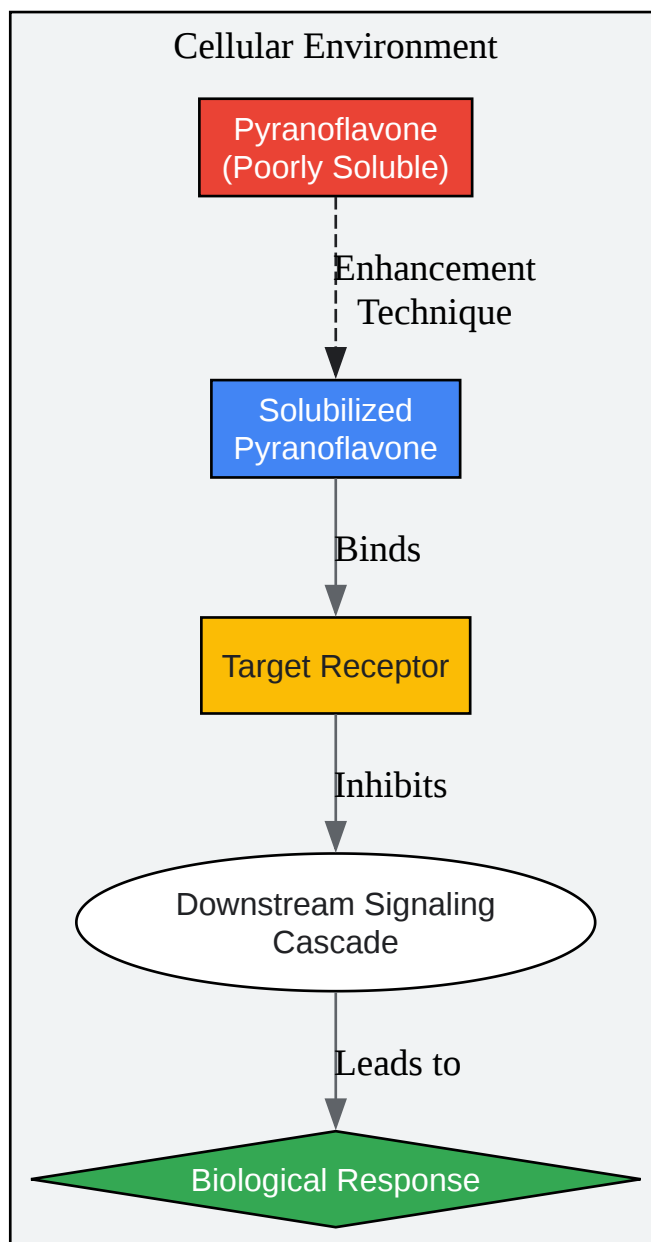 Cellular Environment
Pyranoflavone
(Poorly Soluble)
Enhancement
Technique
Solubilized
Pyranoflavone
Binds
Target Receptor
Inhibits
Downstream Signaling
Cascade
Leads to
Biological Response